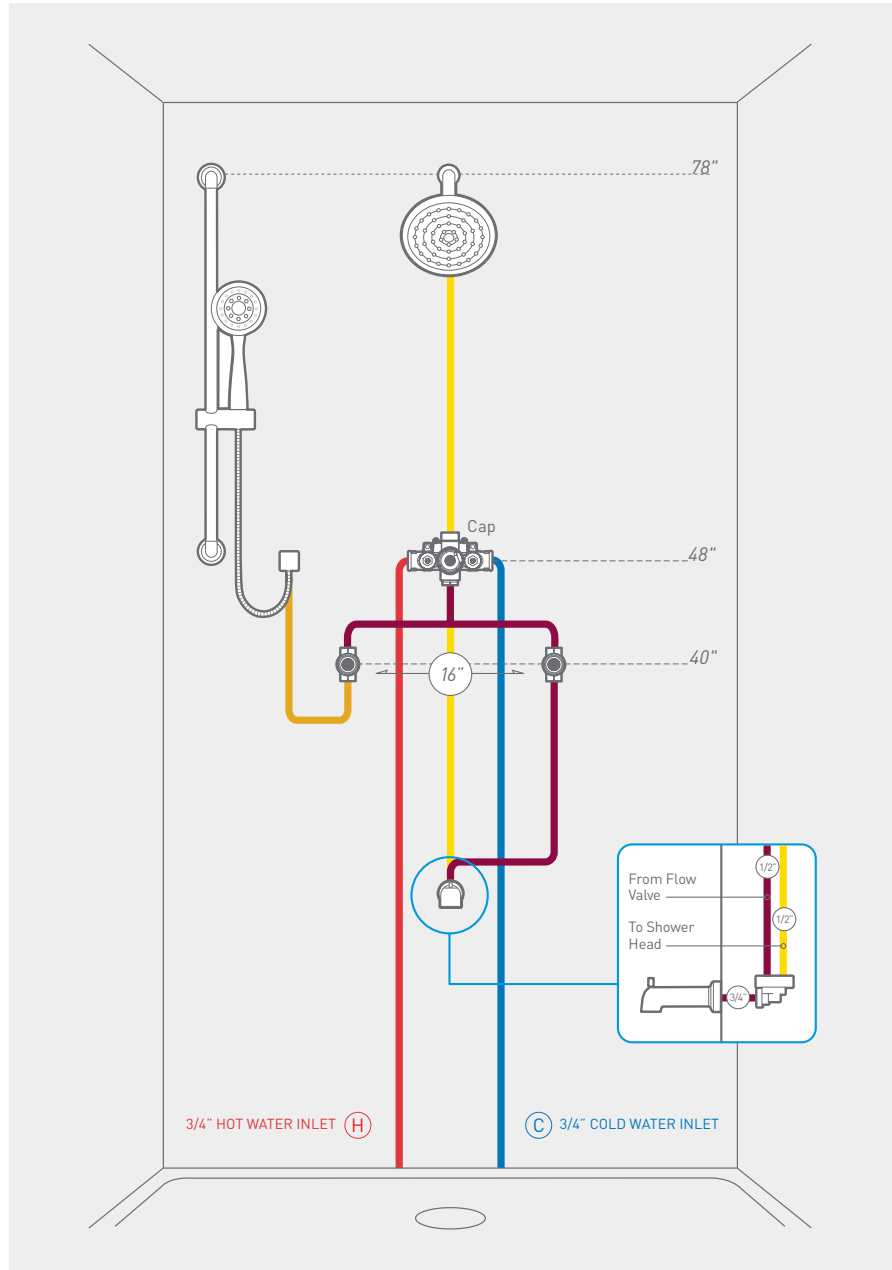 78"
Cap
48"
40"
16"
1/2"
From Flow
Valve
1/2"
To Shower
Head
3/4"
3/4" HOT WATER INLET H
C 3/4" COLD WATER INLET